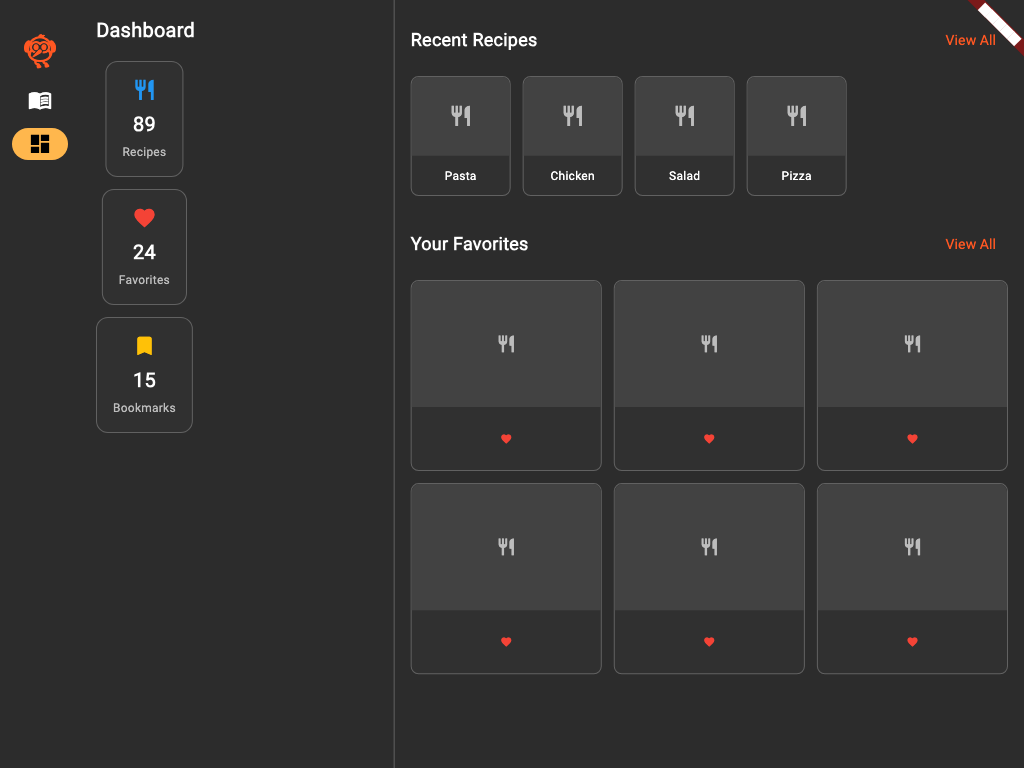 Dashboard
89
Recipes
24
Favorites
15
Bookmarks
Recent Recipes
View All
Pasta
Chicken
Salad
Pizza
Your Favorites
View All